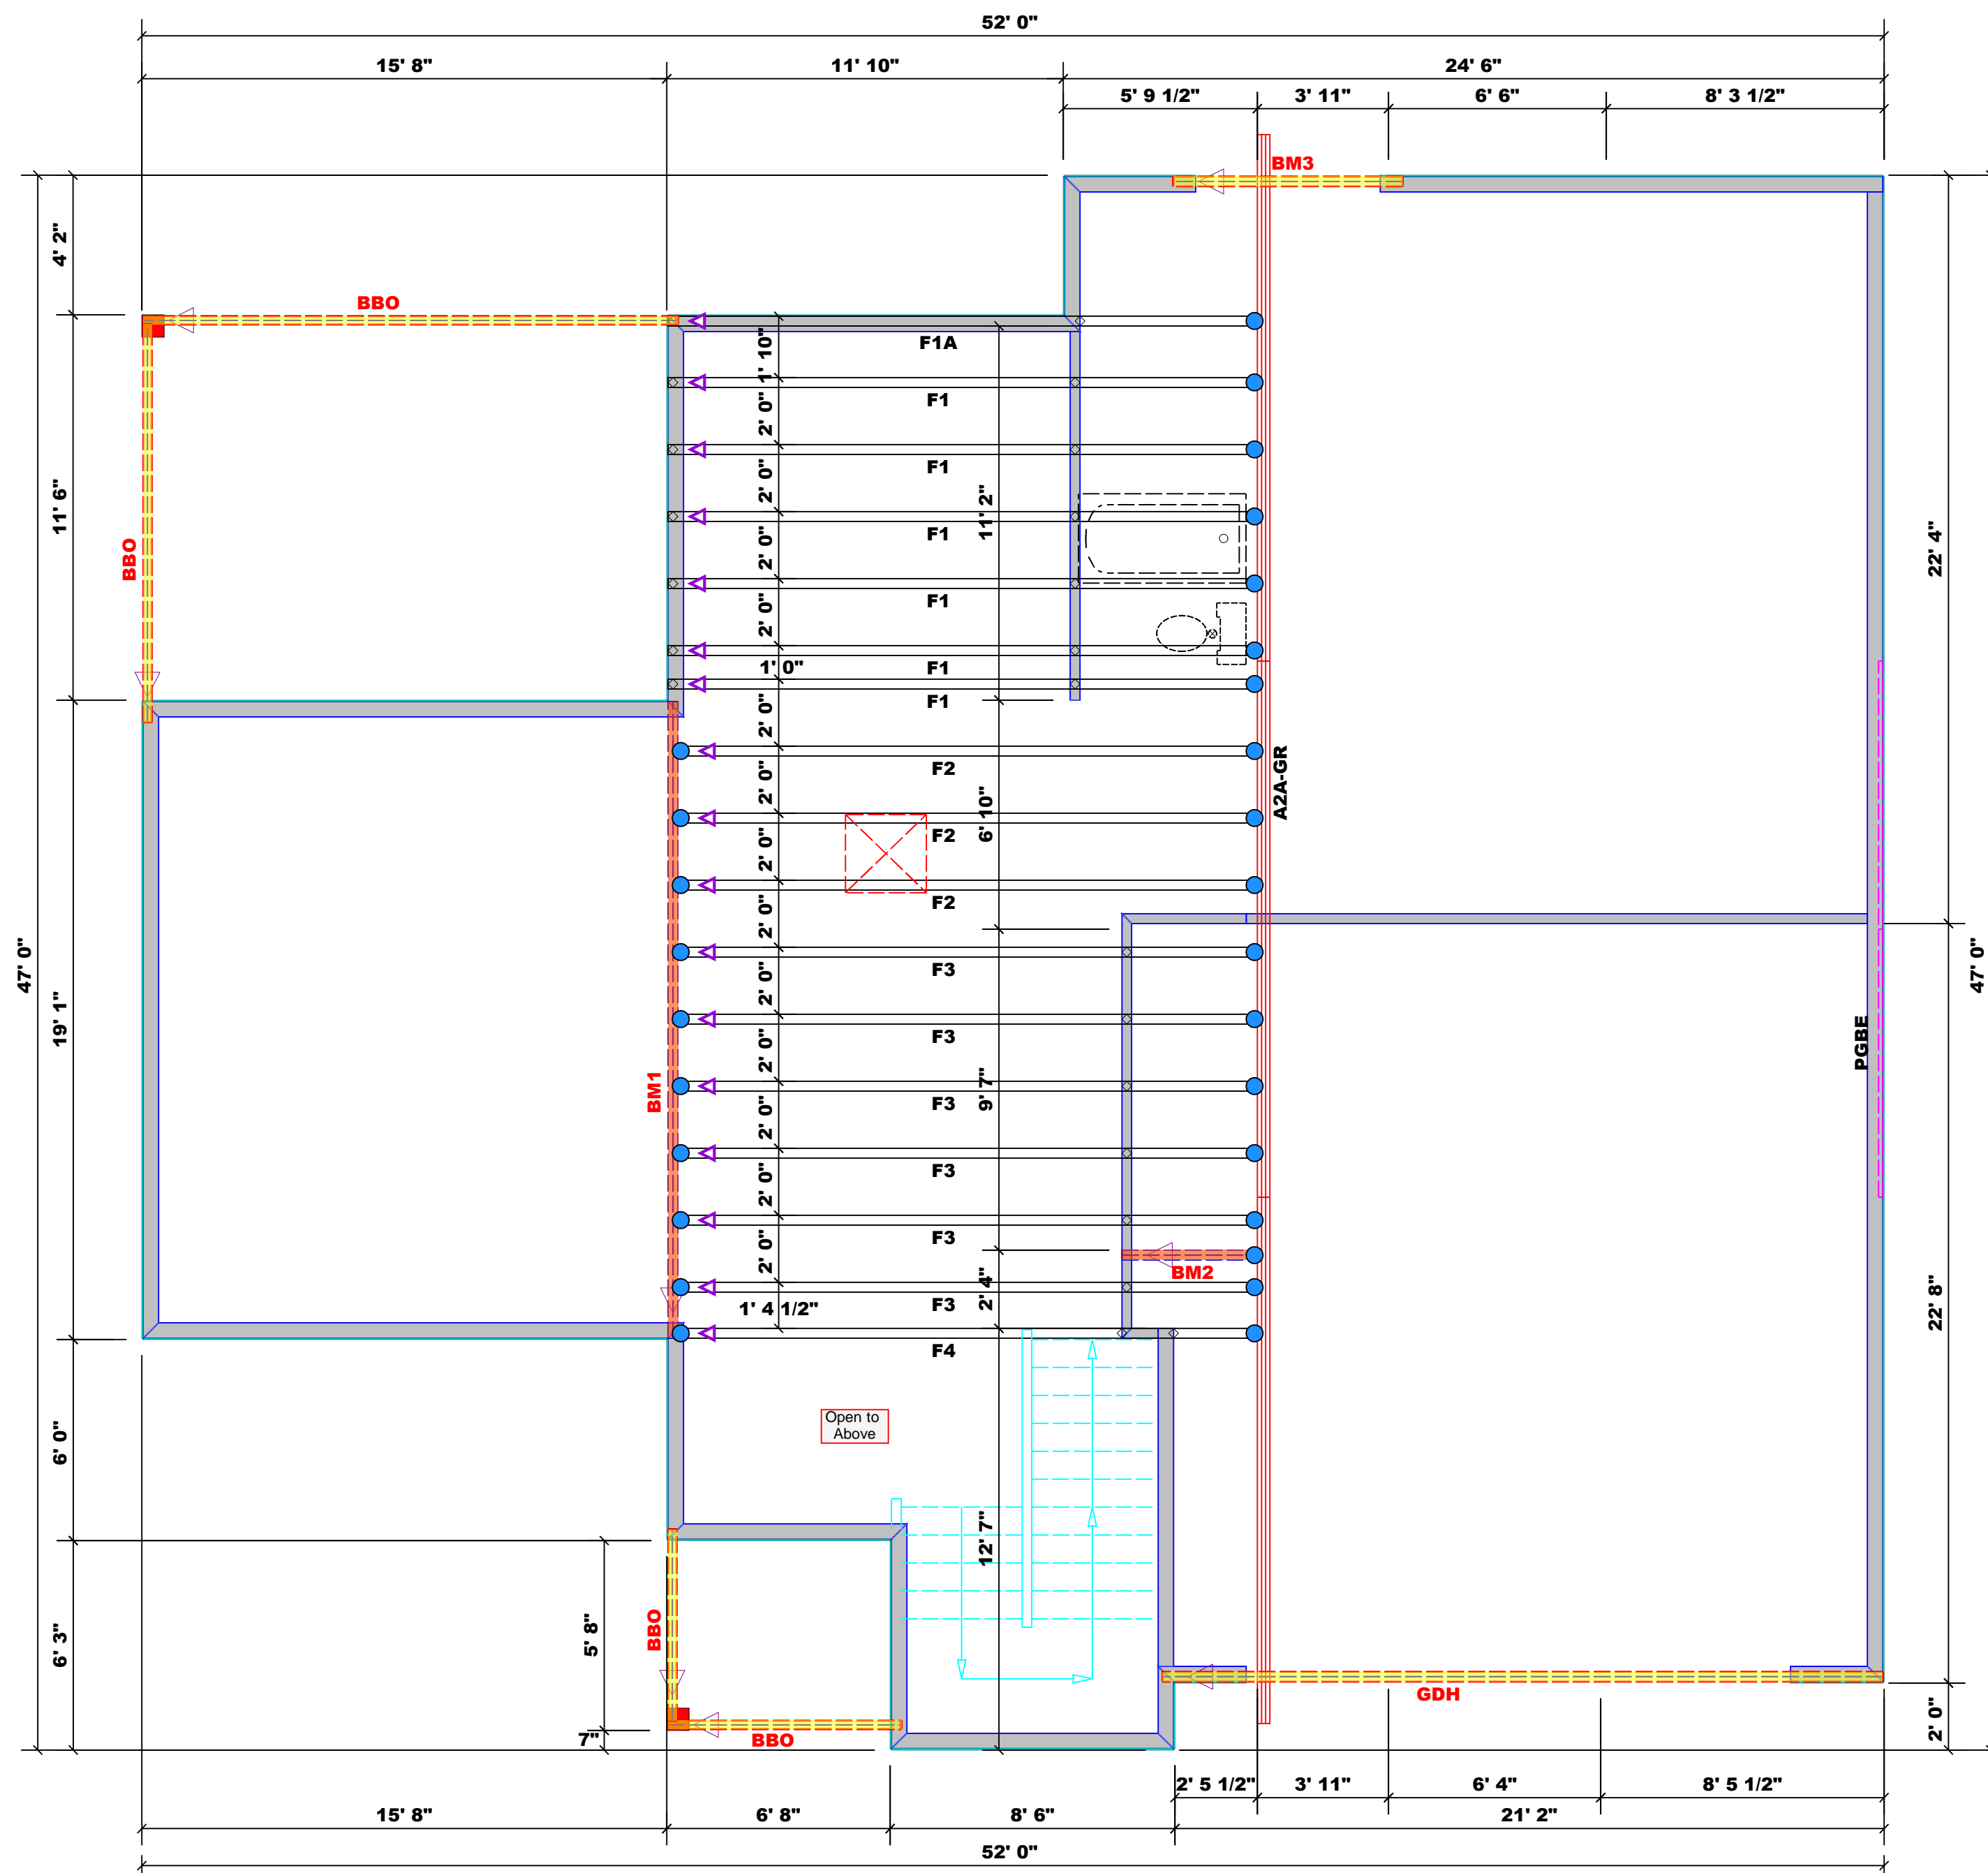 52' 0"
15' 8"
11' 10"
24' 6"
5' 9 1/2"
3' 11"
6' 6"
8' 3 1/2"
BM3
4' 2"
BBO
F1A
1' 10"
F1
2' 0"
F1
2' 0"
11' 2"
11' 6"
BBO
F1
2' 0"
22' 4"
F1
2' 0"
F1
1' 0"
F1
2' 0"
F2
A2A-GR
2' 0"
6' 10"
F2
2' 0"
F2
2' 0"
47' 0"
47' 0"
F3
2' 0"
19' 1"
F3
2' 0"
PGBE
BM1
9' 7"
F3
2' 0"
F3
2' 0"
F3
2' 0"
BM2
2' 4"
22' 8"
F3
1' 4 1/2"
F4
Open to
Above
6' 0"
12' 7"
5' 8"
BBO
6' 3"
GDH
7"
BBO
2' 0"
2' 5 1/2"
3' 11"
6' 4"
8' 5 1/2"
15' 8"
6' 8"
8' 6"
21' 2"
52' 0"